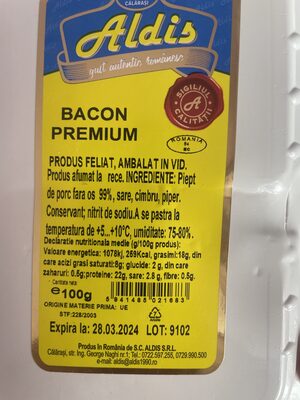 CĂLĂRAȘI
Aldis
gust autentic românesc
SIGILIUL
CALITĂȚII
A
BACON
PREMIUM
ROMANIA
PRODUS FELIAT, AMBALAT IN VID.
Produs afumat la rece. INGREDIENTE: Piept
de porc fara os 99%, sare, cimbru, piper.
Conservant; nitrit de sodiu.A se pastra la
temperatura de +5...+10°C, umiditate: 75-80%.
Declaratie nutritionala medie (g/100g produs):
Valoare energetica: 1078kj, 259Kcal, grasimi:18g, din
care acizi grasi saturati:8g; glucide: 2 g, din care
zaharuri: 0.5g;proteine: 22g, sare: 2.8 g, fibre: 0.5g.
Cantitate neta:
℮100g
5941485021683
ORIGINE MATERIE PRIMA: UE
STF:228/2003
Expira la: 28.03.2024 LOT: 9102
Produs în România de S.C. ALDIS S.R.L.
Călărași, str. Ing. George Naghi nr.1; Tel.: 0722.597.255, 0729.990.500
e-mail: aldis@aldis1990.ro